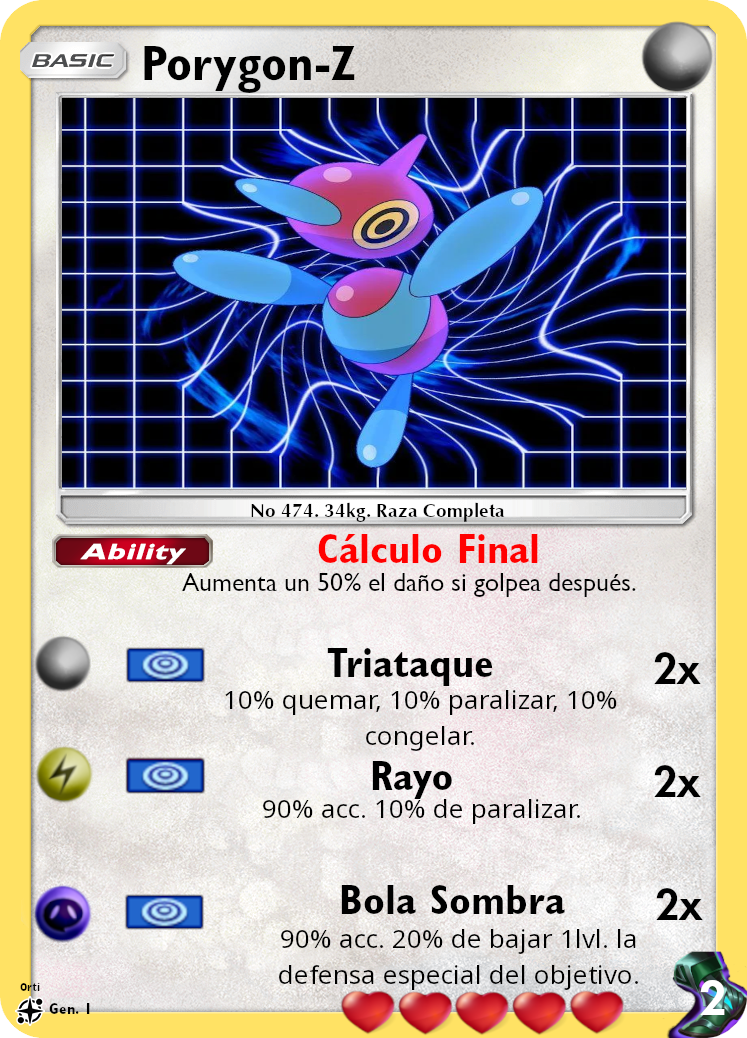 BASIC
Porygon-Z
No 474. 34kg. Raza Completa
Ability
Cálculo Final
Aumenta un 50% el daño si golpea después.
Triataque
2x
10% quemar, 10% paralizar, 10%
congelar.
Rayo
2x
90% acc. 10% de paralizar.
Bola Sombra
2x
90% acc. 20% de bajar 1lvl. la
defensa especial del objetivo.
Orti
Gen. I
2